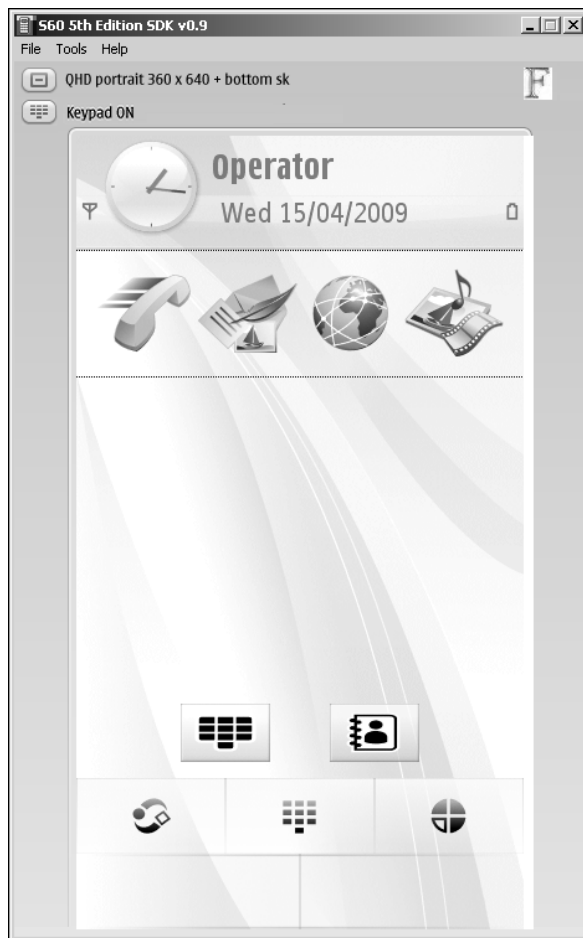 S60 5th Edition SDK v0.9
File Tools Help
QHD portrait 360 x 640 + bottom sk
F
Keypad ON
Operator
Wed 15/04/2009